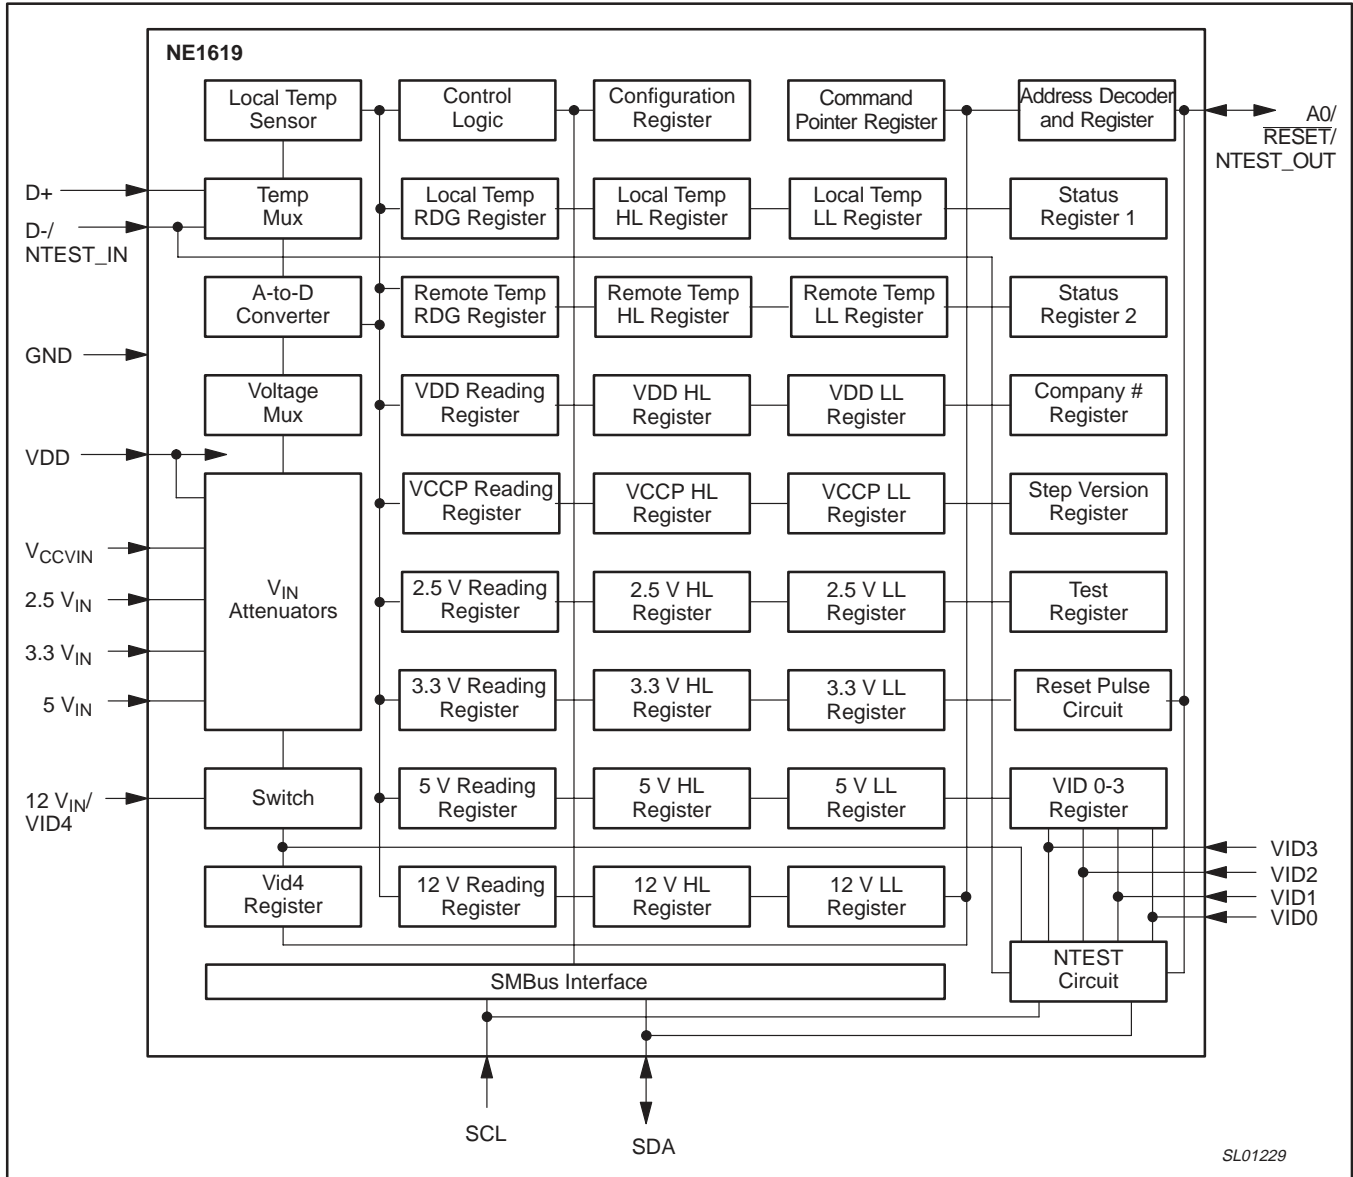 NE1619
Local Temp
Sensor
Control
Logic
Configuration
Register
Command
Pointer Register
Address Decoder
and Register
A0/
RESET/
NTEST_OUT
D+
D-/
NTEST_IN
Temp
Mux
Local Temp
RDG Register
Local Temp
HL Register
Local Temp
LL Register
Status
Register 1
A-to-D
Converter
Remote Temp
RDG Register
Remote Temp
HL Register
Remote Temp
LL Register
Status
Register 2
GND
Voltage
Mux
VDD Reading
Register
VDD HL
Register
VDD LL
Register
Company #
Register
VDD
VCCP Reading
Register
VCCP HL
Register
VCCP LL
Register
Step Version
Register
VCCVIN
2.5 VIN
3.3 VIN
5 VIN
VIN
Attenuators
2.5 V Reading
Register
2.5 V HL
Register
2.5 V LL
Register
Test
Register
3.3 V Reading
Register
3.3 V HL
Register
3.3 V LL
Register
Reset Pulse
Circuit
12 VIN/
VID4
Switch
5 V Reading
Register
5 V HL
Register
5 V LL
Register
VID 0-3
Register
VID3
VID2
VID1
VID0
Vid4
Register
12 V Reading
Register
12 V HL
Register
12 V LL
Register
NTEST
Circuit
SMBus Interface
SCL
SDA
SL01229